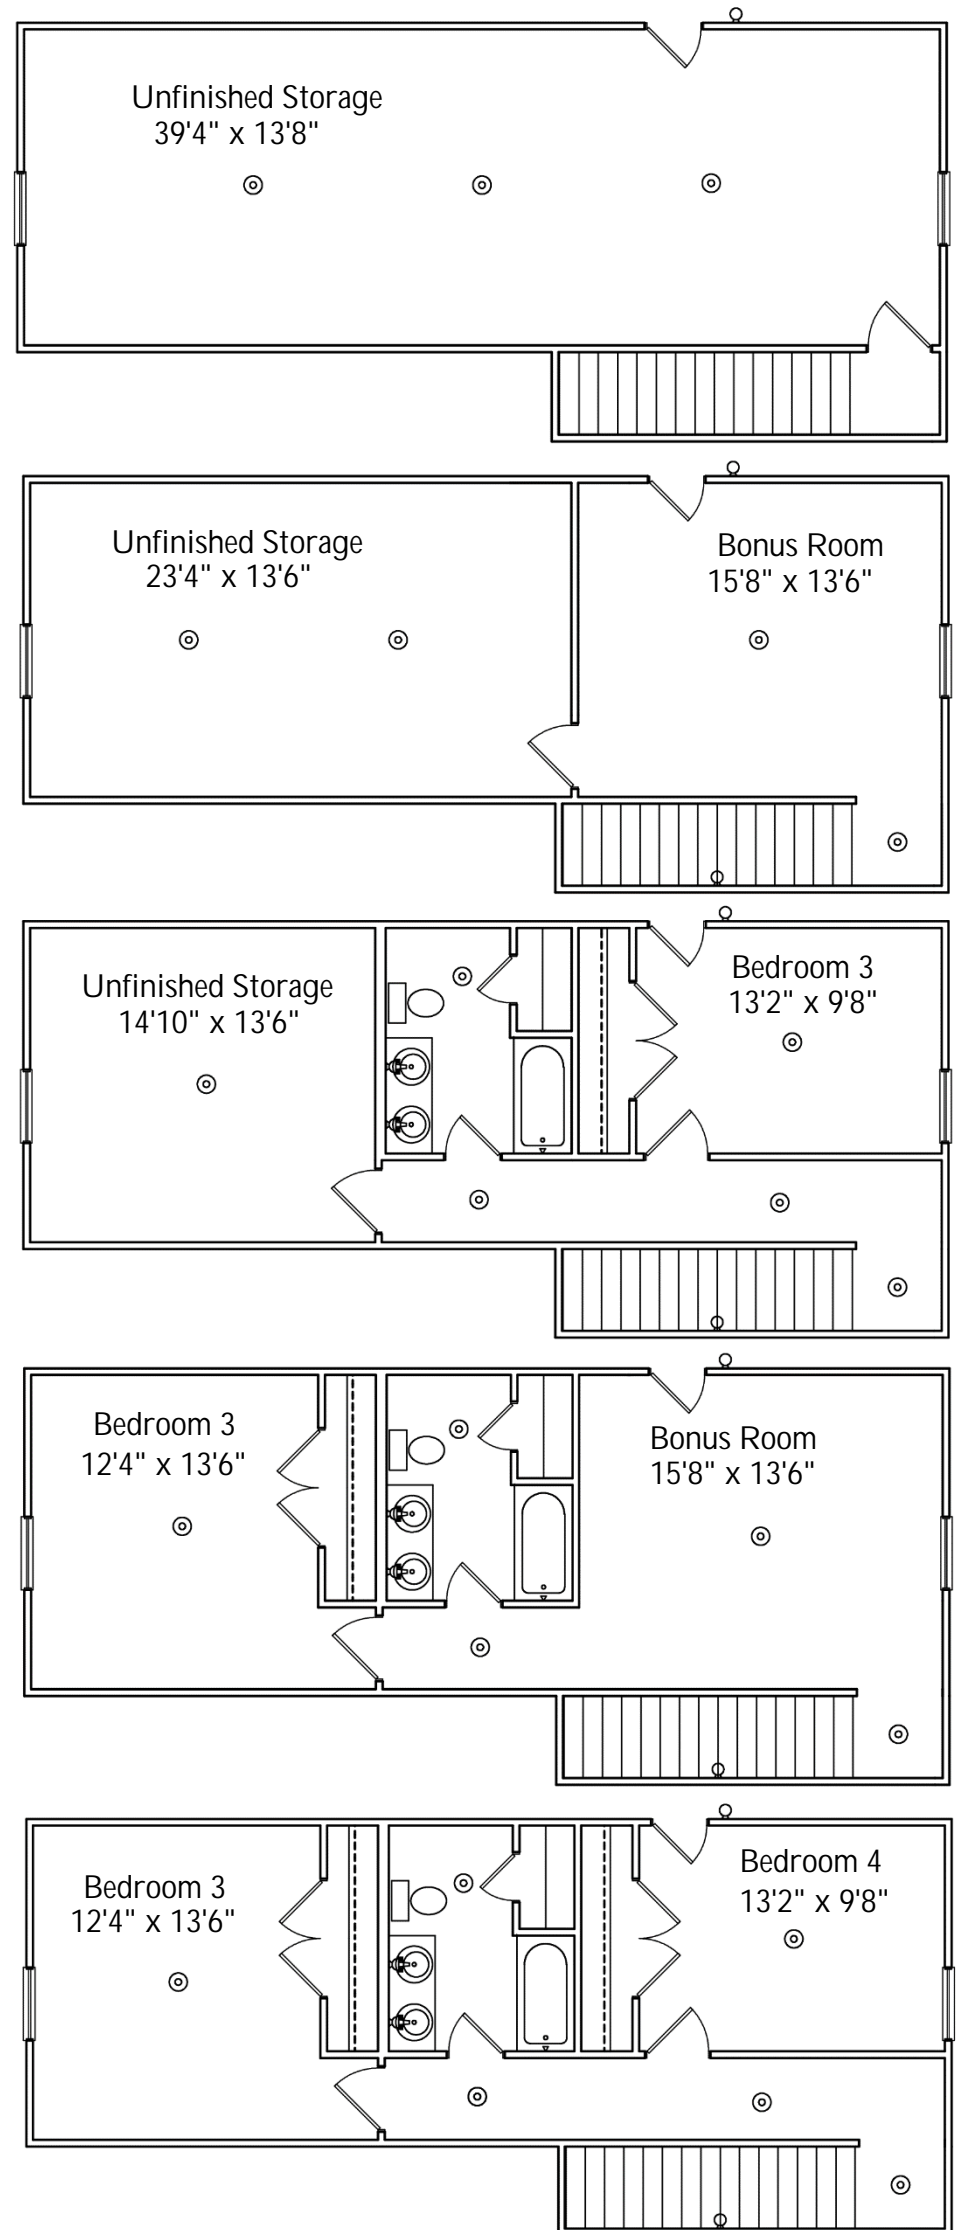 Unfinished Storage
39'4" x 13'8"
Unfinished Storage
23'4" x 13'6"
Bonus Room
15'8" x 13'6"
Unfinished Storage
14'10" x 13'6"
Bedroom 3
13'2" x 9'8"
Bedroom 3
12'4" x 13'6"
Bonus Room
15'8" x 13'6"
Bedroom 3
12'4" x 13'6"
Bedroom 4
13'2" x 9'8"